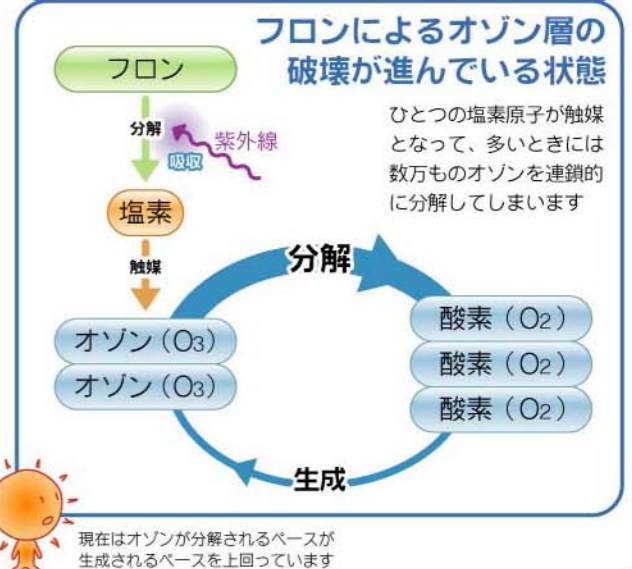 フロンによるオゾン層の
破壊が進んでいる状態
フロン
ひとつの塩素原子が触媒
となって、多いときには
数万ものオゾンを連鎖的
に分解してしまいます
分解
紫外線
吸収
塩素
触媒
分解
オゾン（O3）
オゾン（O3）
酸素（O2）
酸素（O2）
酸素（O2）
生成
現在はオゾンが分解されるペースが
生成されるペースを上回っています